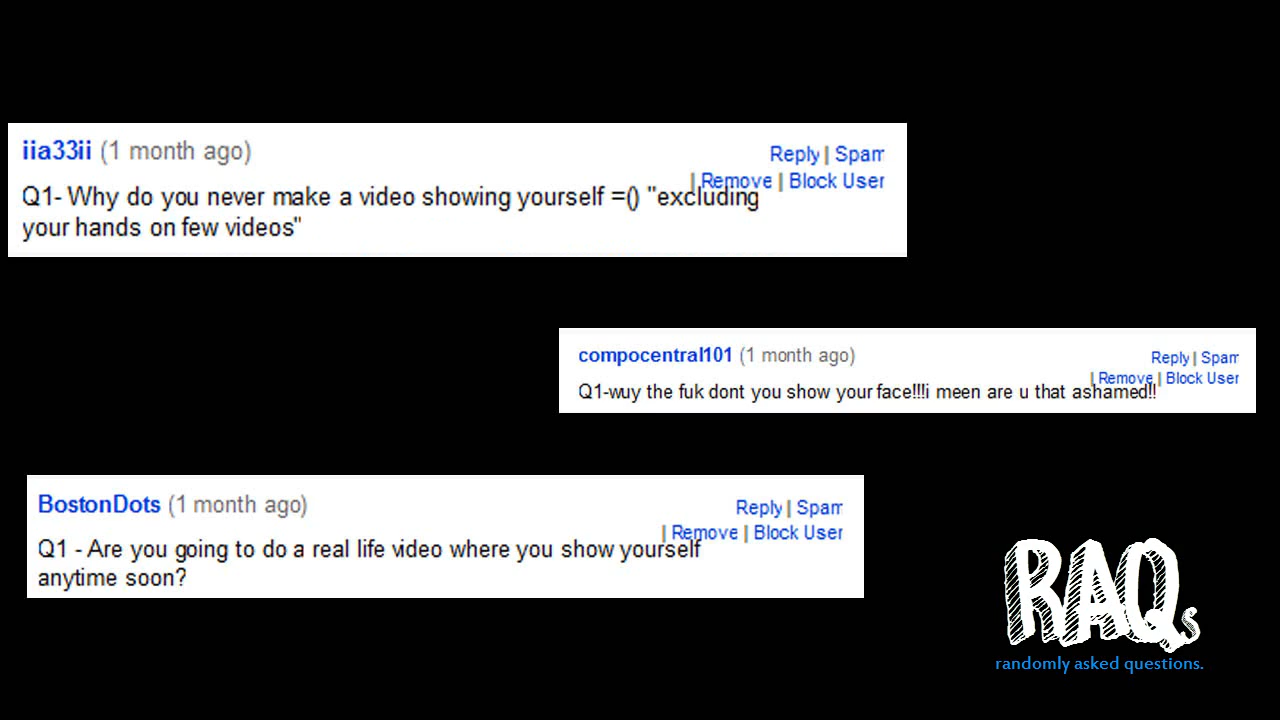 iia33ii (1 month ago)
Reply | Spam
| Remove | Block User
Q1- Why do you never make a video showing yourself =() "excluding
your hands on few videos"
compocentral101 (1 month ago)
Reply | Spam
| Remove | Block User
Q1-wuy the fuk dont you show your face!!!i meen are u that ashamed!!
BostonDots (1 month ago)
Reply | Spam
| Remove | Block User
Q1 - Are you going to do a real life video where you show yourself
anytime soon?
RAQs
randomly asked questions.